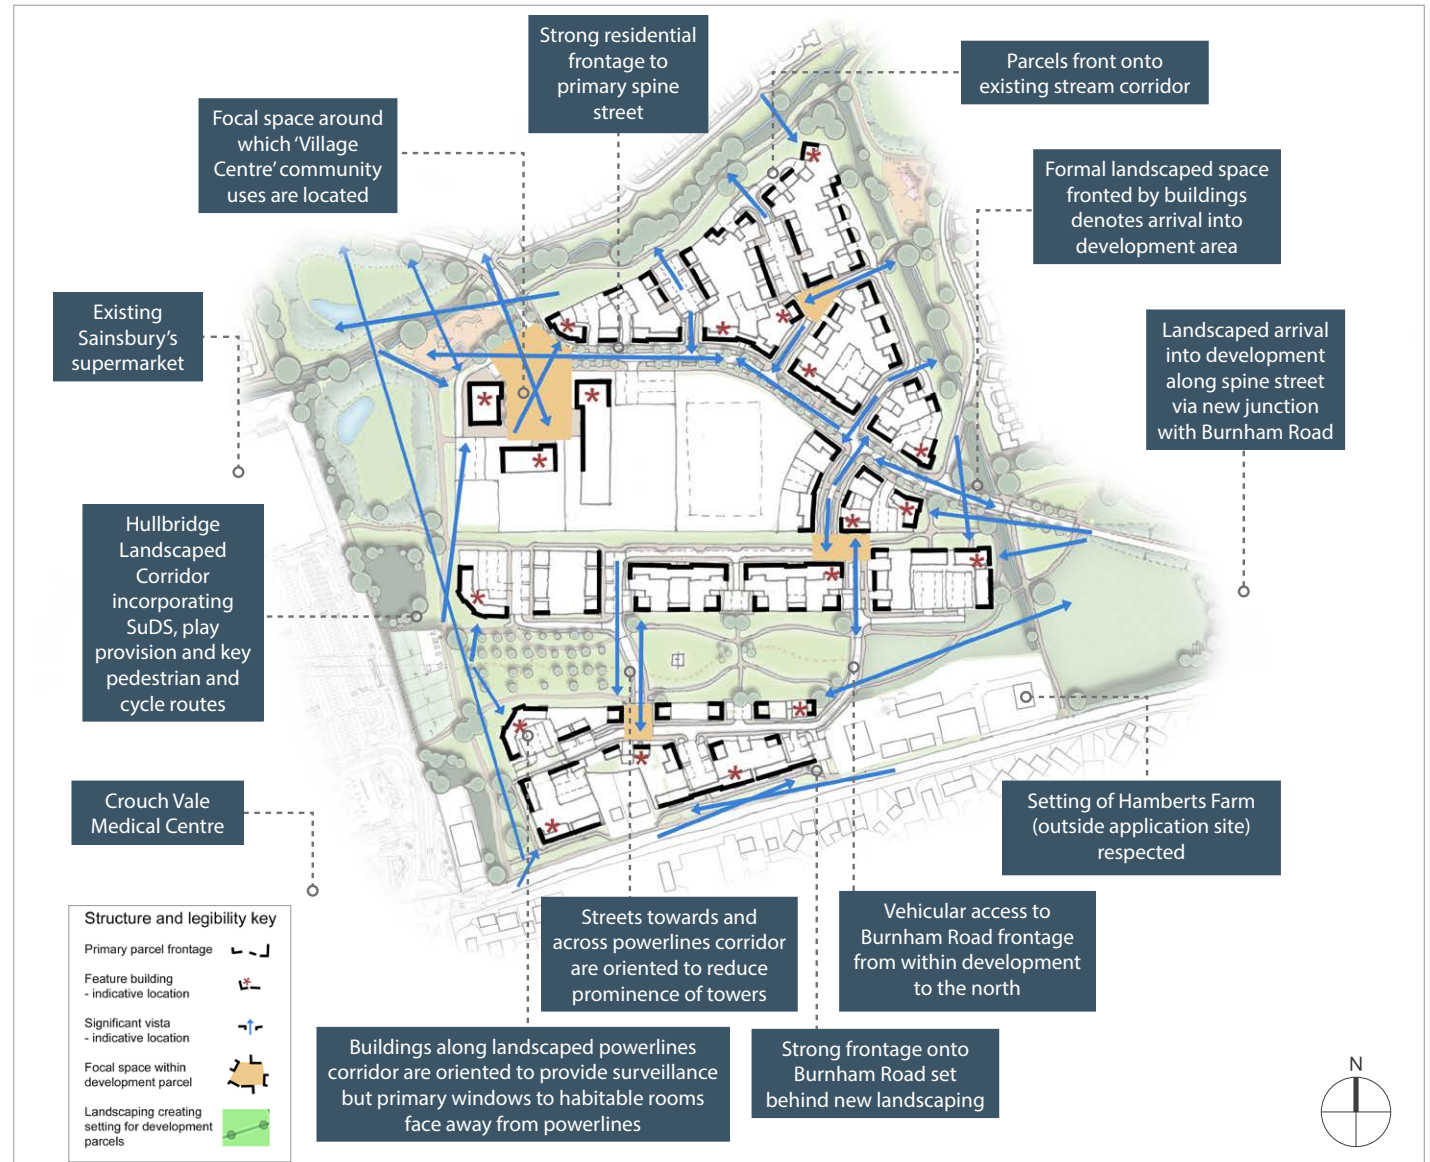 Strong residential
frontage to
primary spine
street
Parcels front onto
existing stream corridor
Focal space around
which ‘Village
Centre’ community
uses are located
Formal landscaped space
fronted by buildings
denotes arrival into
development area
Existing
Sainsbury’s
supermarket
Landscaped arrival
into development
along spine street
via new junction
with Burnham Road
Hullbridge
Landscaped
Corridor
incorporating
SuDS, play
provision and key
pedestrian and
cycle routes
Crouch Vale
Medical Centre
Setting of Hamberts Farm
(outside application site)
respected
Streets towards and
across powerlines corridor
are oriented to reduce
prominence of towers
Vehicular access to
Burnham Road frontage
from within development
to the north
Buildings along landscaped powerlines
corridor are oriented to provide surveillance
but primary windows to habitable rooms
face away from powerlines
Strong frontage onto
Burnham Road set
behind new landscaping
Structure and legibility key
Primary parcel frontage
Feature building
- indicative location
Significant vista
- indicative location
Focal space within
development parcel
Landscaping creating
setting for development
parcels
N